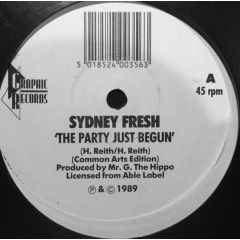 5 018524 003563
GRAPHIC
RECORDS
A
45 rpm
SYDNEY FRESH
'THE PARTY JUST BEGUN'
(H. Reith/H. Reith)
(Common Arts Edition)
Produced by Mr. G. The Hippo
Licensed from Able Label
Ⓟ & © 1989